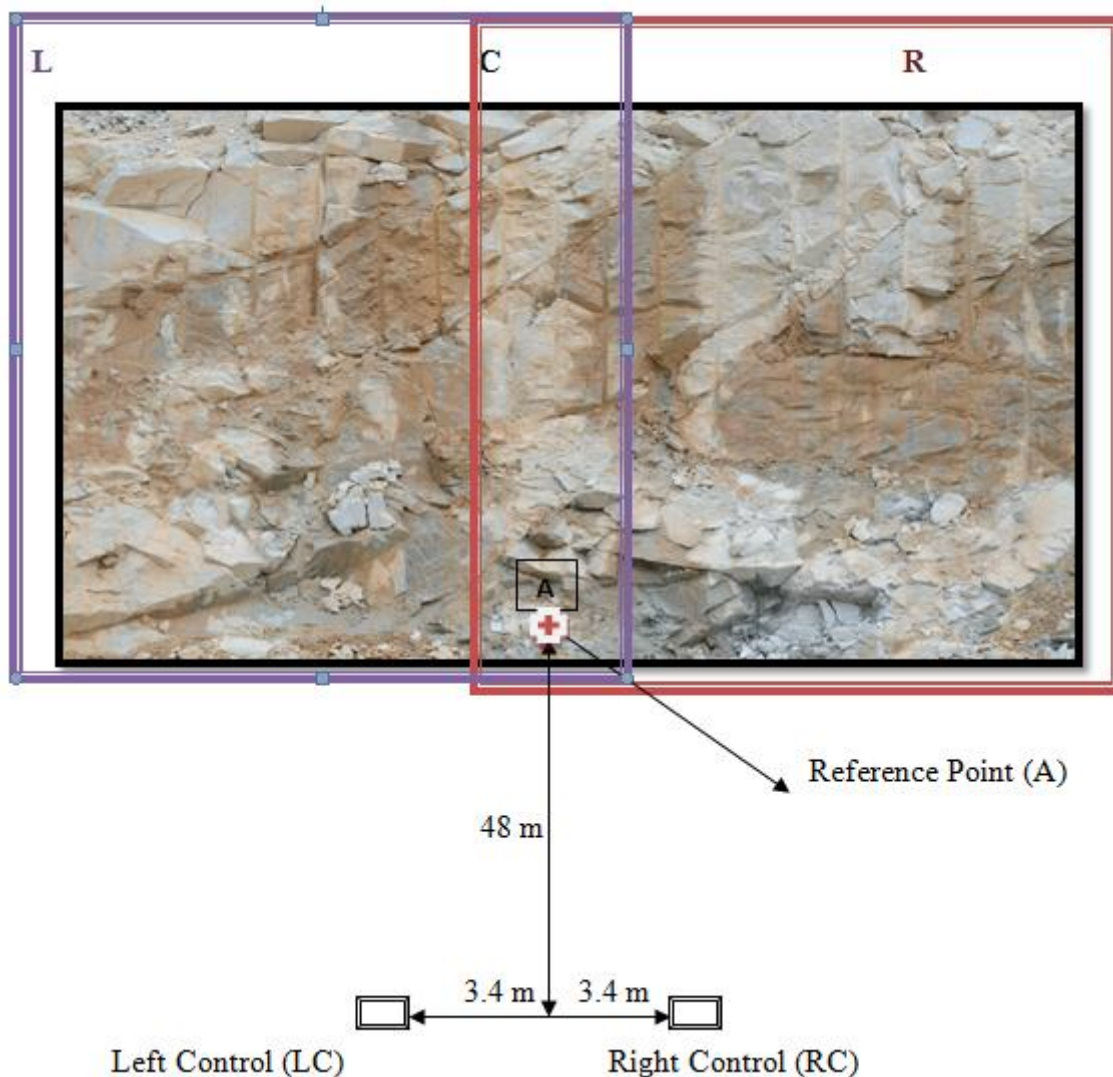 L
C
R
A
Reference Point (A)
48 m
3.4 m
3.4 m
Left Control (LC)
Right Control (RC)